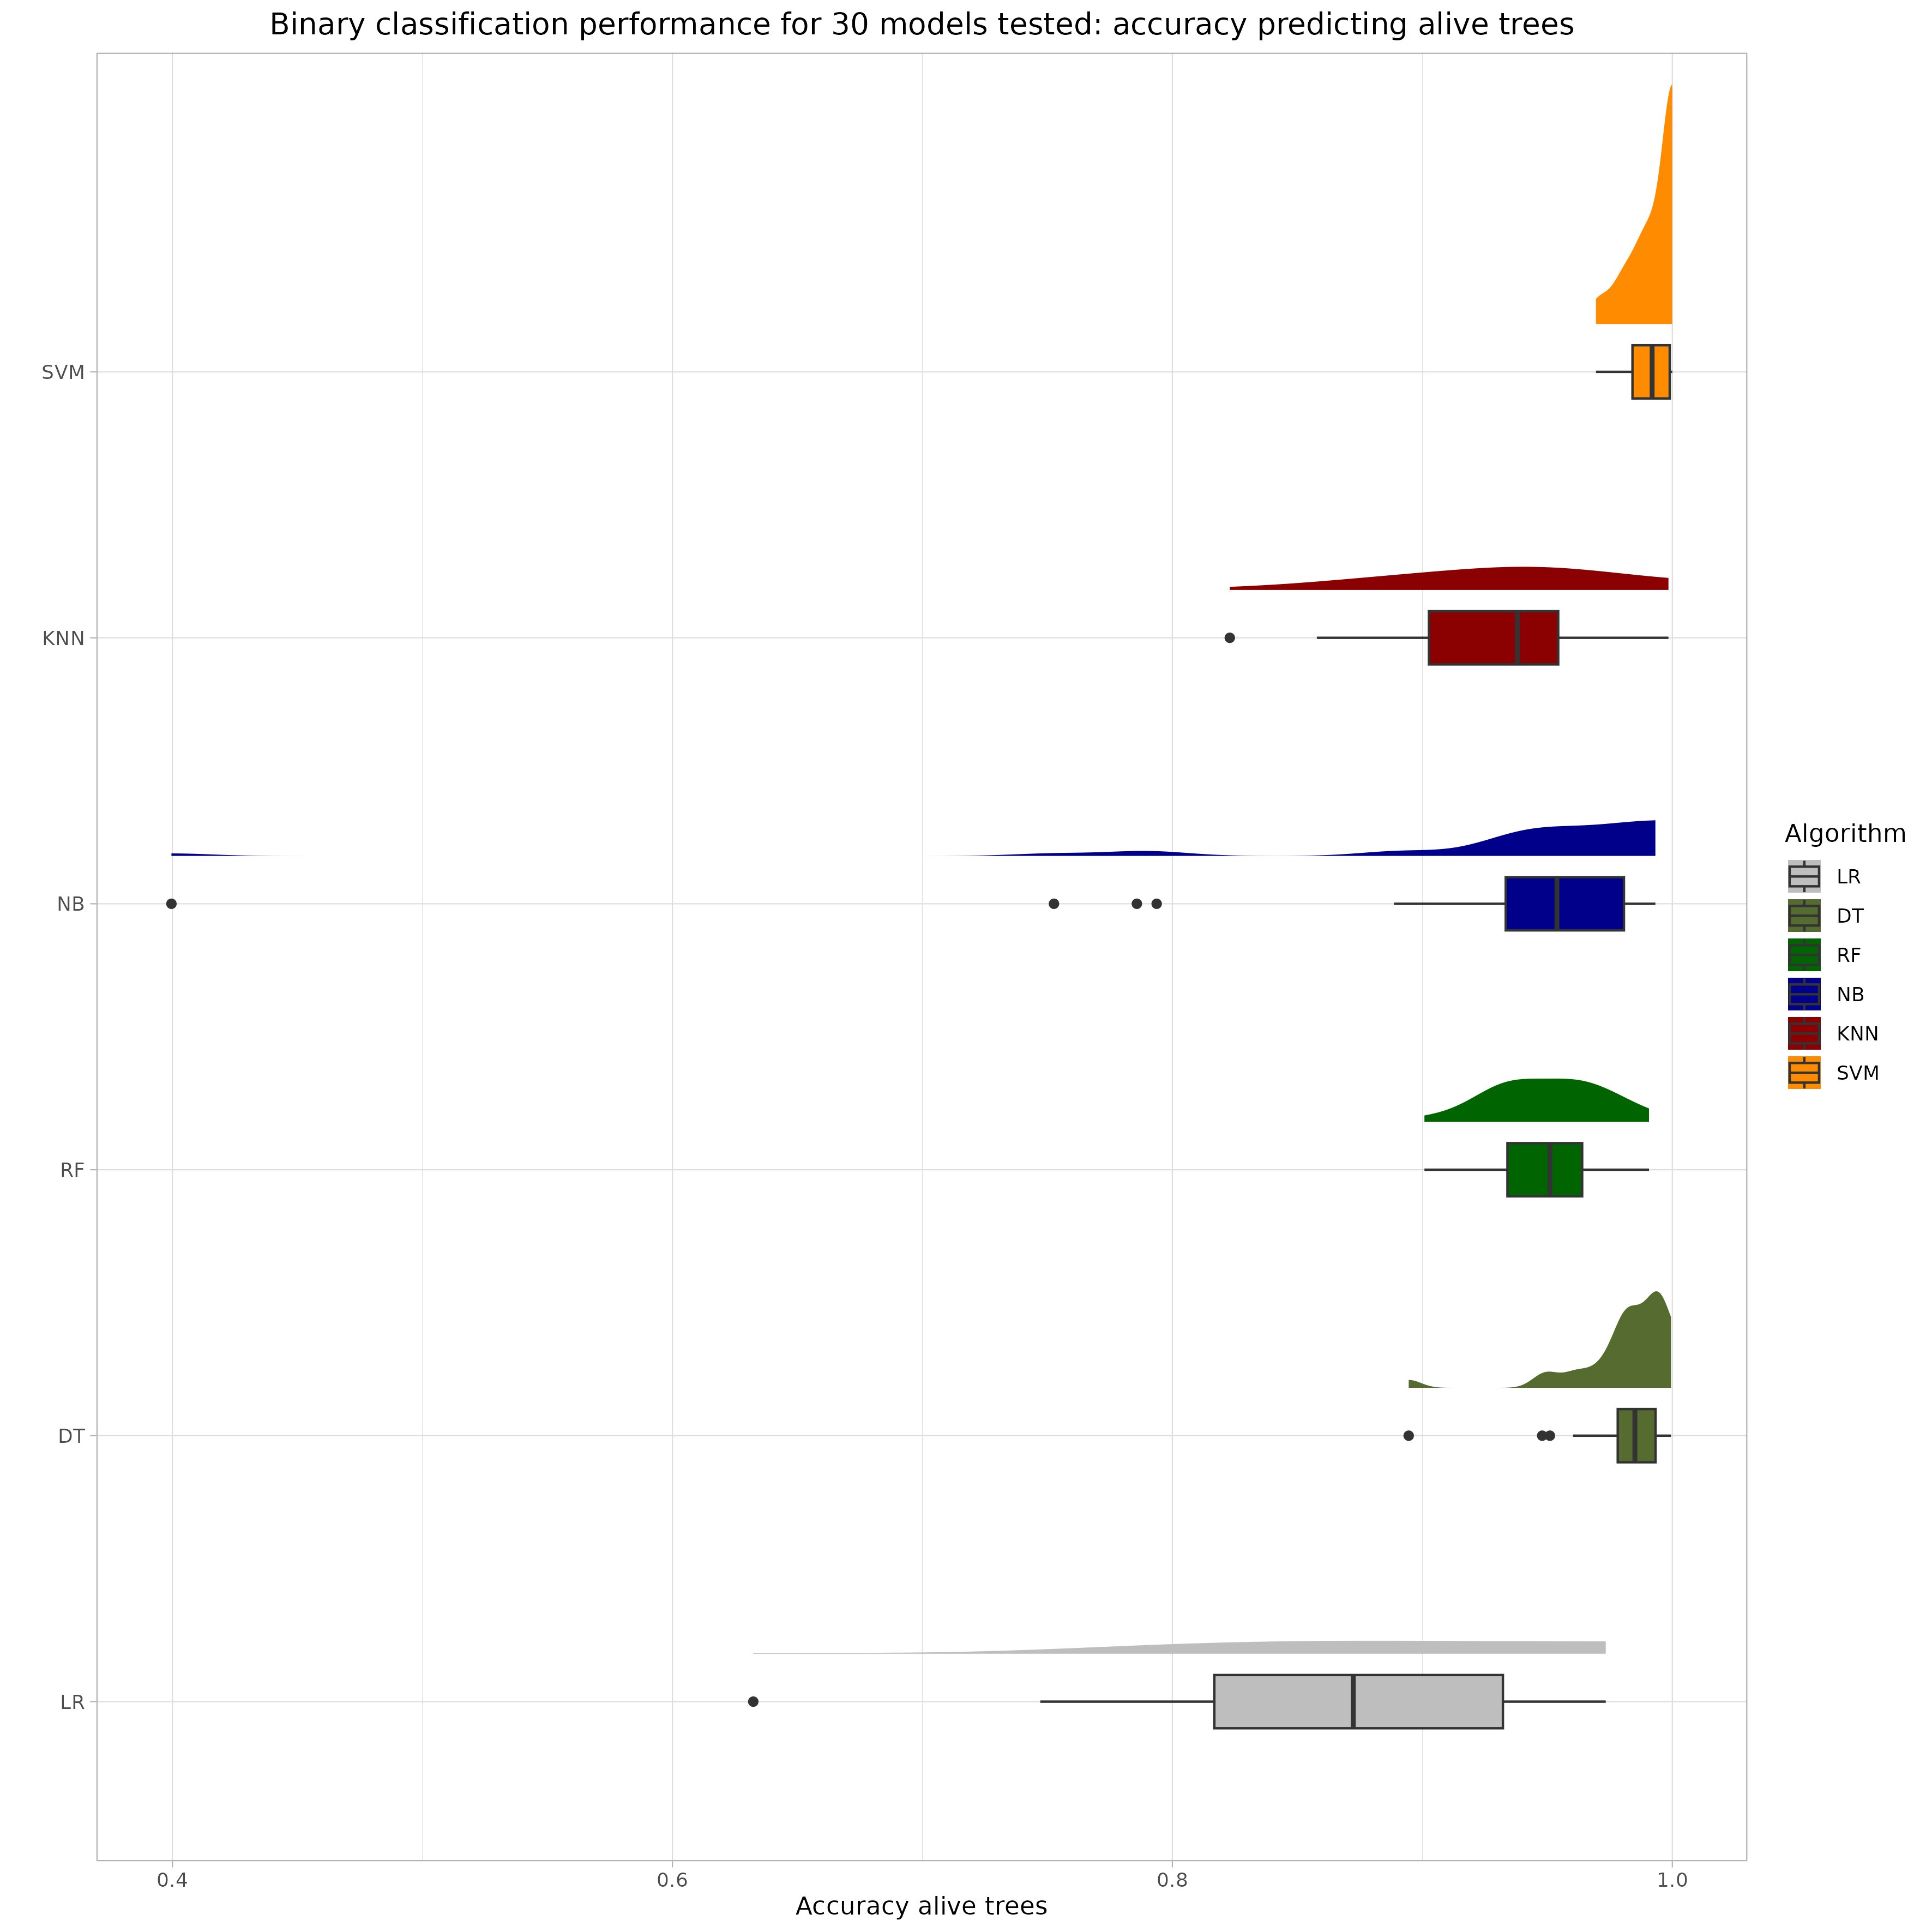 Binary classification performance for 30 models tested: accuracy predicting alive trees
SVM
KNN
NB
RF
DT
LR
0.4
0.6
0.8
1.0
Accuracy alive trees
Algorithm
LR
DT
RF
NB
KNN
SVM